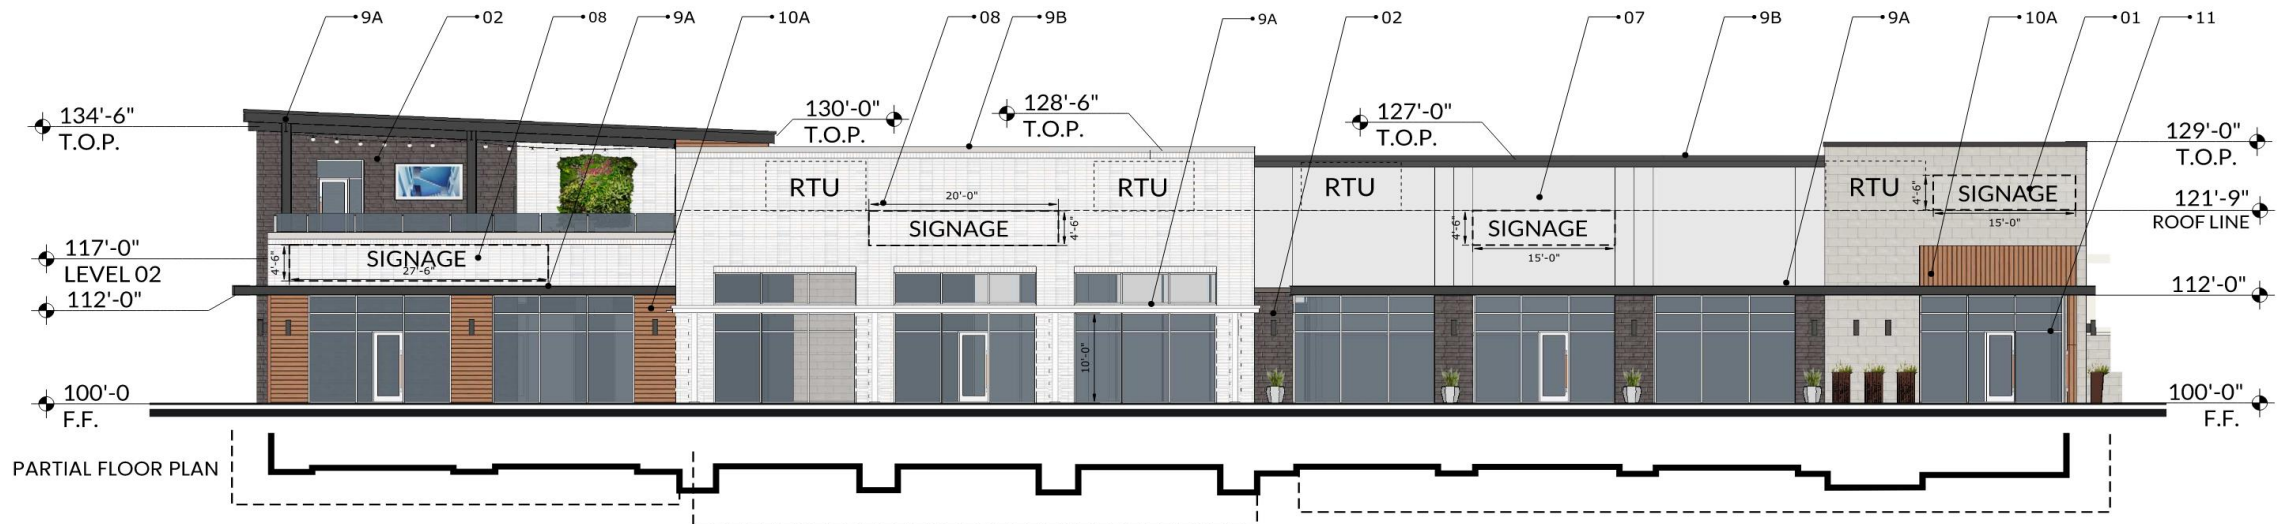 9A
02
08
9A
10A
08
9B
9A
02
07
9B
9A
10A
01
11
134'-6"
T.O.P.
130'-0"
T.O.P.
128'-6"
T.O.P.
127'-0"
T.O.P.
129'-0"
T.O.P.
RTU
RTU
RTU
RTU
20'-0"
SIGNAGE
4'-6"
SIGNAGE
4'-6"
15'-0"
SIGNAGE
4'-6"
15'-0"
121'-9"
ROOF LINE
117'-0"
LEVEL 02
4'-6"
SIGNAGE
27'-6"
112'-0"
112'-0"
10'-0"
100'-0
F.F.
100'-0"
F.F.
PARTIAL FLOOR PLAN